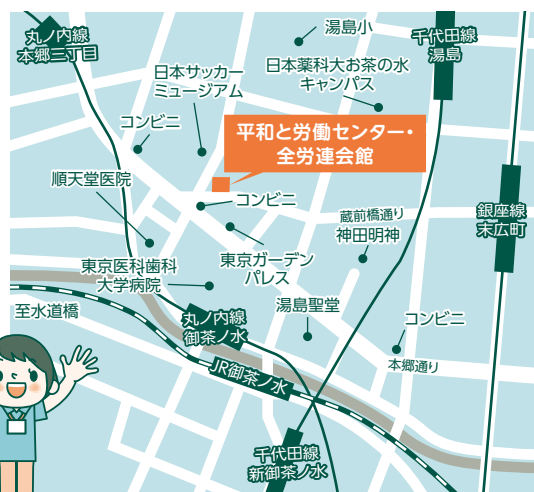 丸ノ内線
本郷三丁目
湯島小
千代田線
湯島
日本サッカー
ミュージアム
日本薬科大お茶の水
キャンパス
コンビニ
平和と労働センター・
全労連会館
順天堂医院
コンビニ
蔵前橋通り
神田明神
銀座線
末広町
東京医科歯科
大学病院
東京ガーデン
パレス
至水道橋
丸ノ内線
御茶ノ水
湯島聖堂
コンビニ
本郷通り
JR御茶ノ水
千代田線
新御茶ノ水